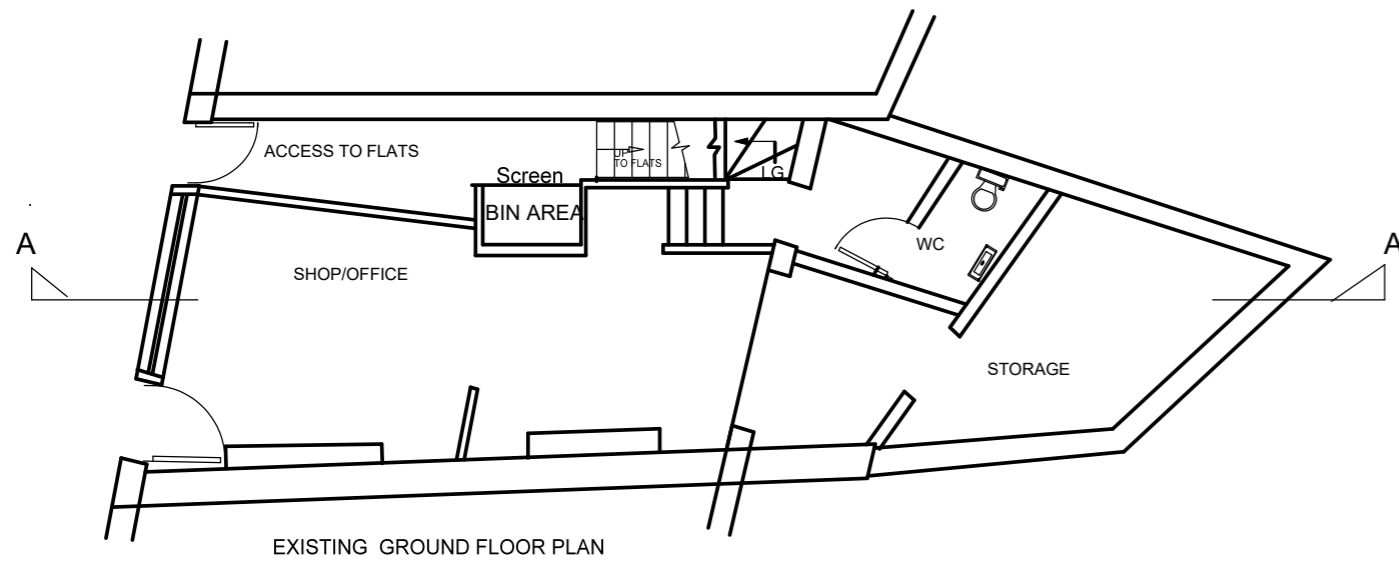 ACCESS TO FLATS
UP
TO FLATS
LG
Screen
BIN AREA
WC
A
A
SHOP/OFFICE
STORAGE
EXISTING GROUND FLOOR PLAN